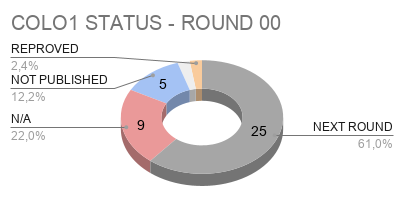 COLO1 STATUS - ROUND 00
REPROVED
2,4%
NOT PUBLISHED
12,2%
5
N/A
22,0%
9
25
NEXT ROUND
61,0%